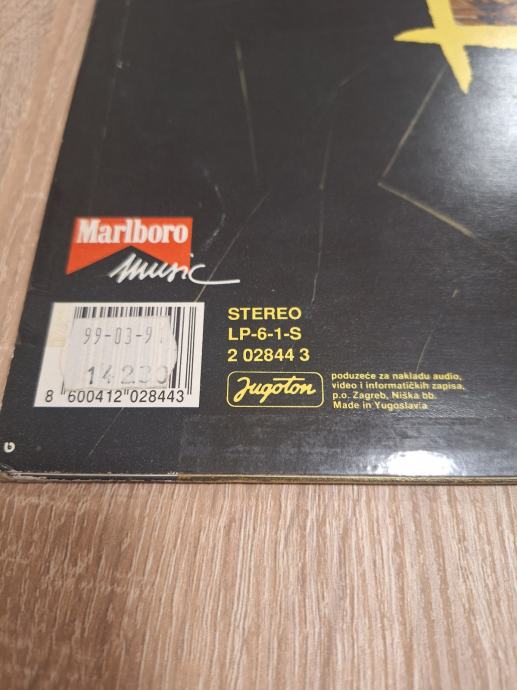 Marlboro
music
99-03-9
14230
8 600412 028443
STEREO
LP-6-1-S
2 02844 3
Jugoton
poduzeće za nakladu audio,
video i informatičkih zapisa,
p.o. Zagreb, Niška bb.
Made in Yugoslavia